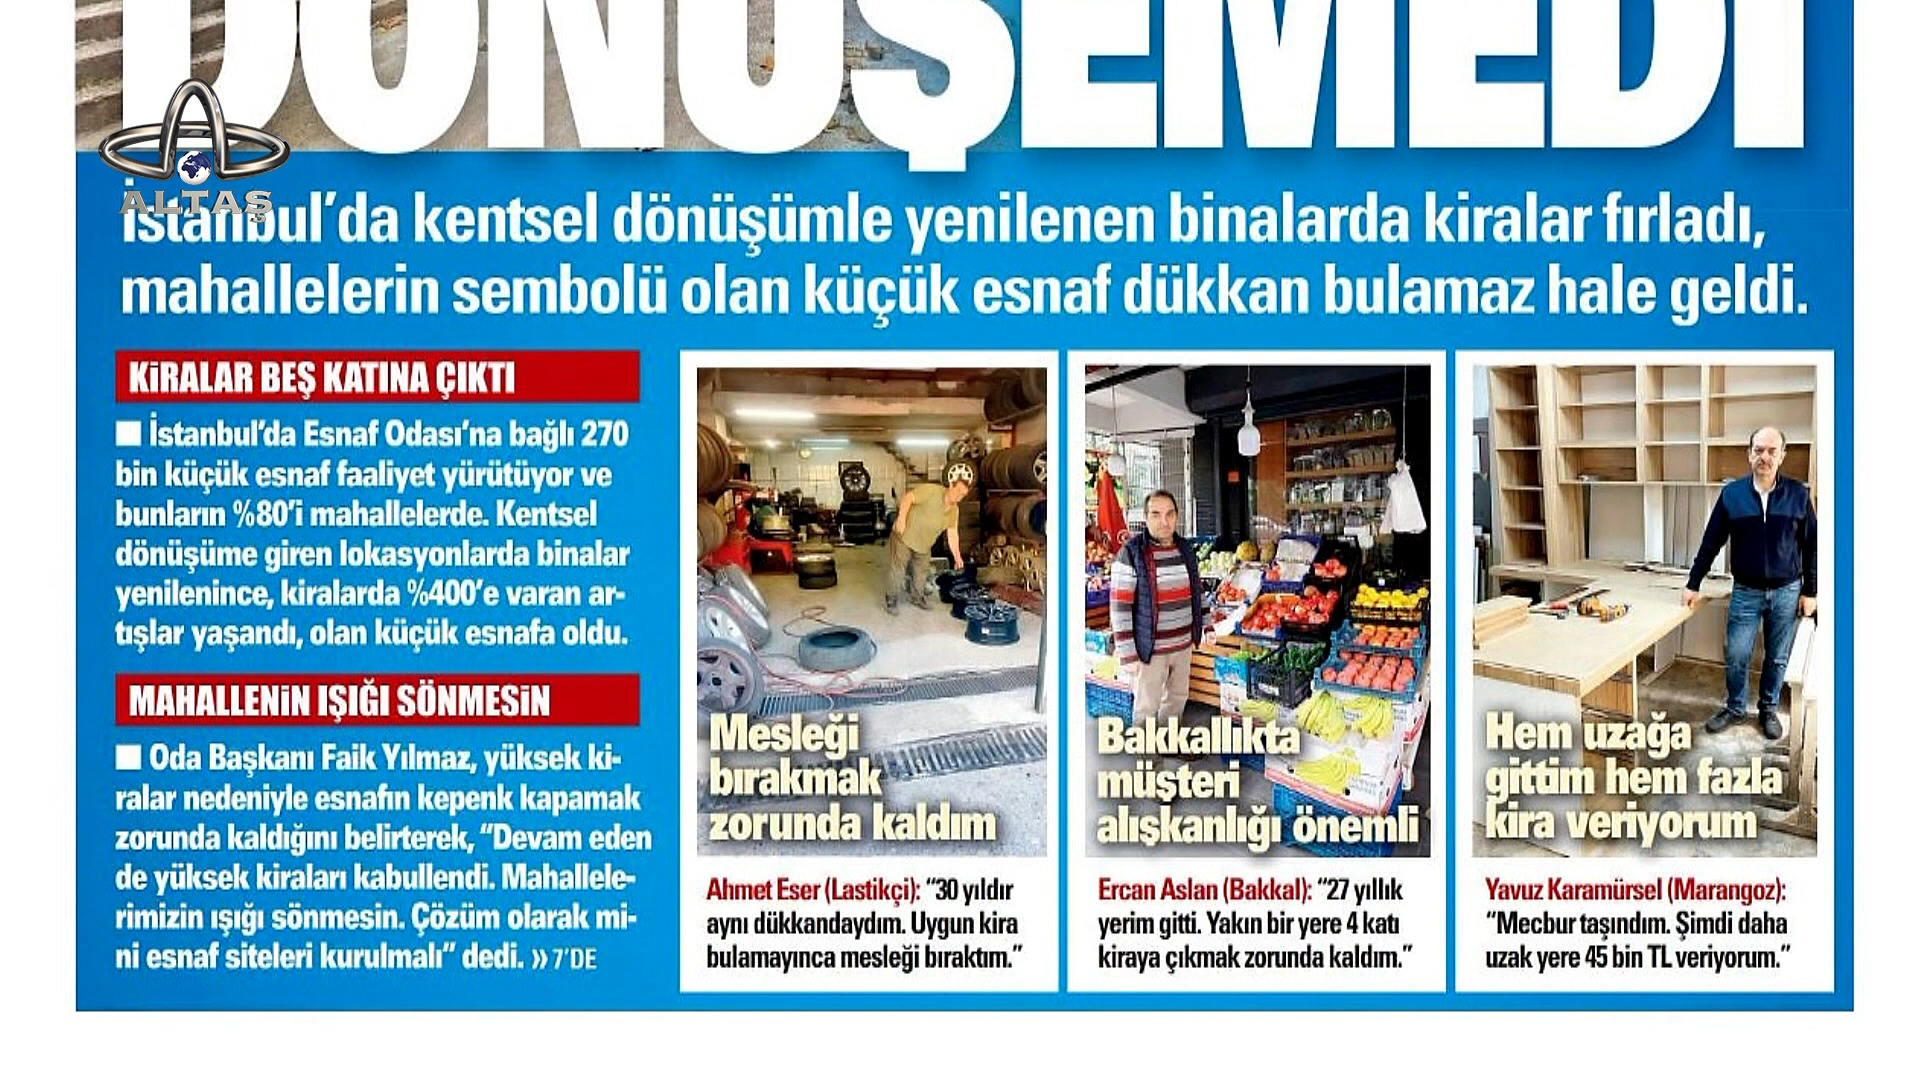 DÖNÜŞEMEDİ
ALTAŞ
İstanbul’da kentsel dönüşümle yenilenen binalarda kiralar fırladı,
mahallelerin sembolü olan küçük esnaf dükkan bulamaz hale geldi.
KİRALAR BEŞ KATINA ÇIKTI
■ İstanbul’da Esnaf Odası’na bağlı 270
bin küçük esnaf faaliyet yürütüyor ve
bunların %80’i mahallelerde. Kentsel
dönüşüme giren lokasyonlarda binalar
yenilenince, kiralarda %400’e varan ar-
tışlar yaşandı, olan küçük esnafa oldu.
MAHALLENİN IŞIĞI SÖNMESİN
■ Oda Başkanı Faik Yılmaz, yüksek ki-
ralar nedeniyle esnafın kepenk kapamak
zorunda kaldığını belirterek, “Devam eden
de yüksek kiraları kabullendi. Mahallele-
rimizin ışığı sönmesin. Çözüm olarak mi-
ni esnaf siteleri kurulmalı” dedi. » 7’DE
Mesleği
bırakmak
zorunda kaldım
Ahmet Eser (Lastikçi): “30 yıldır
aynı dükkandaydım. Uygun kira
bulamayınca mesleği bıraktım.”
Bakkallıkta
müşteri
alışkanlığı önemli
Ercan Aslan (Bakkal): “27 yıllık
yerim gitti. Yakın bir yere 4 katı
kiraya çıkmak zorunda kaldım.”
Hem uzağa
gittim hem fazla
kira veriyorum
Yavuz Karamürsel (Marangoz):
“Mecbur taşındım. Şimdi daha
uzak yere 45 bin TL veriyorum.”